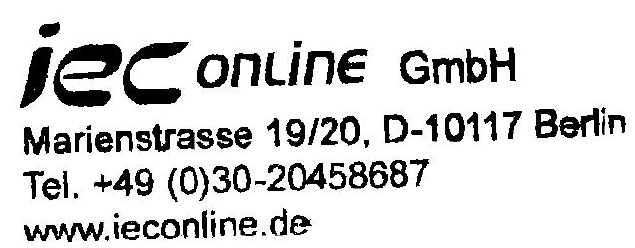 iec online GmbH
Marienstrasse 19/20, D-10117 Berlin
Tel. +49 (0)30-20458687
www.ieconline.de